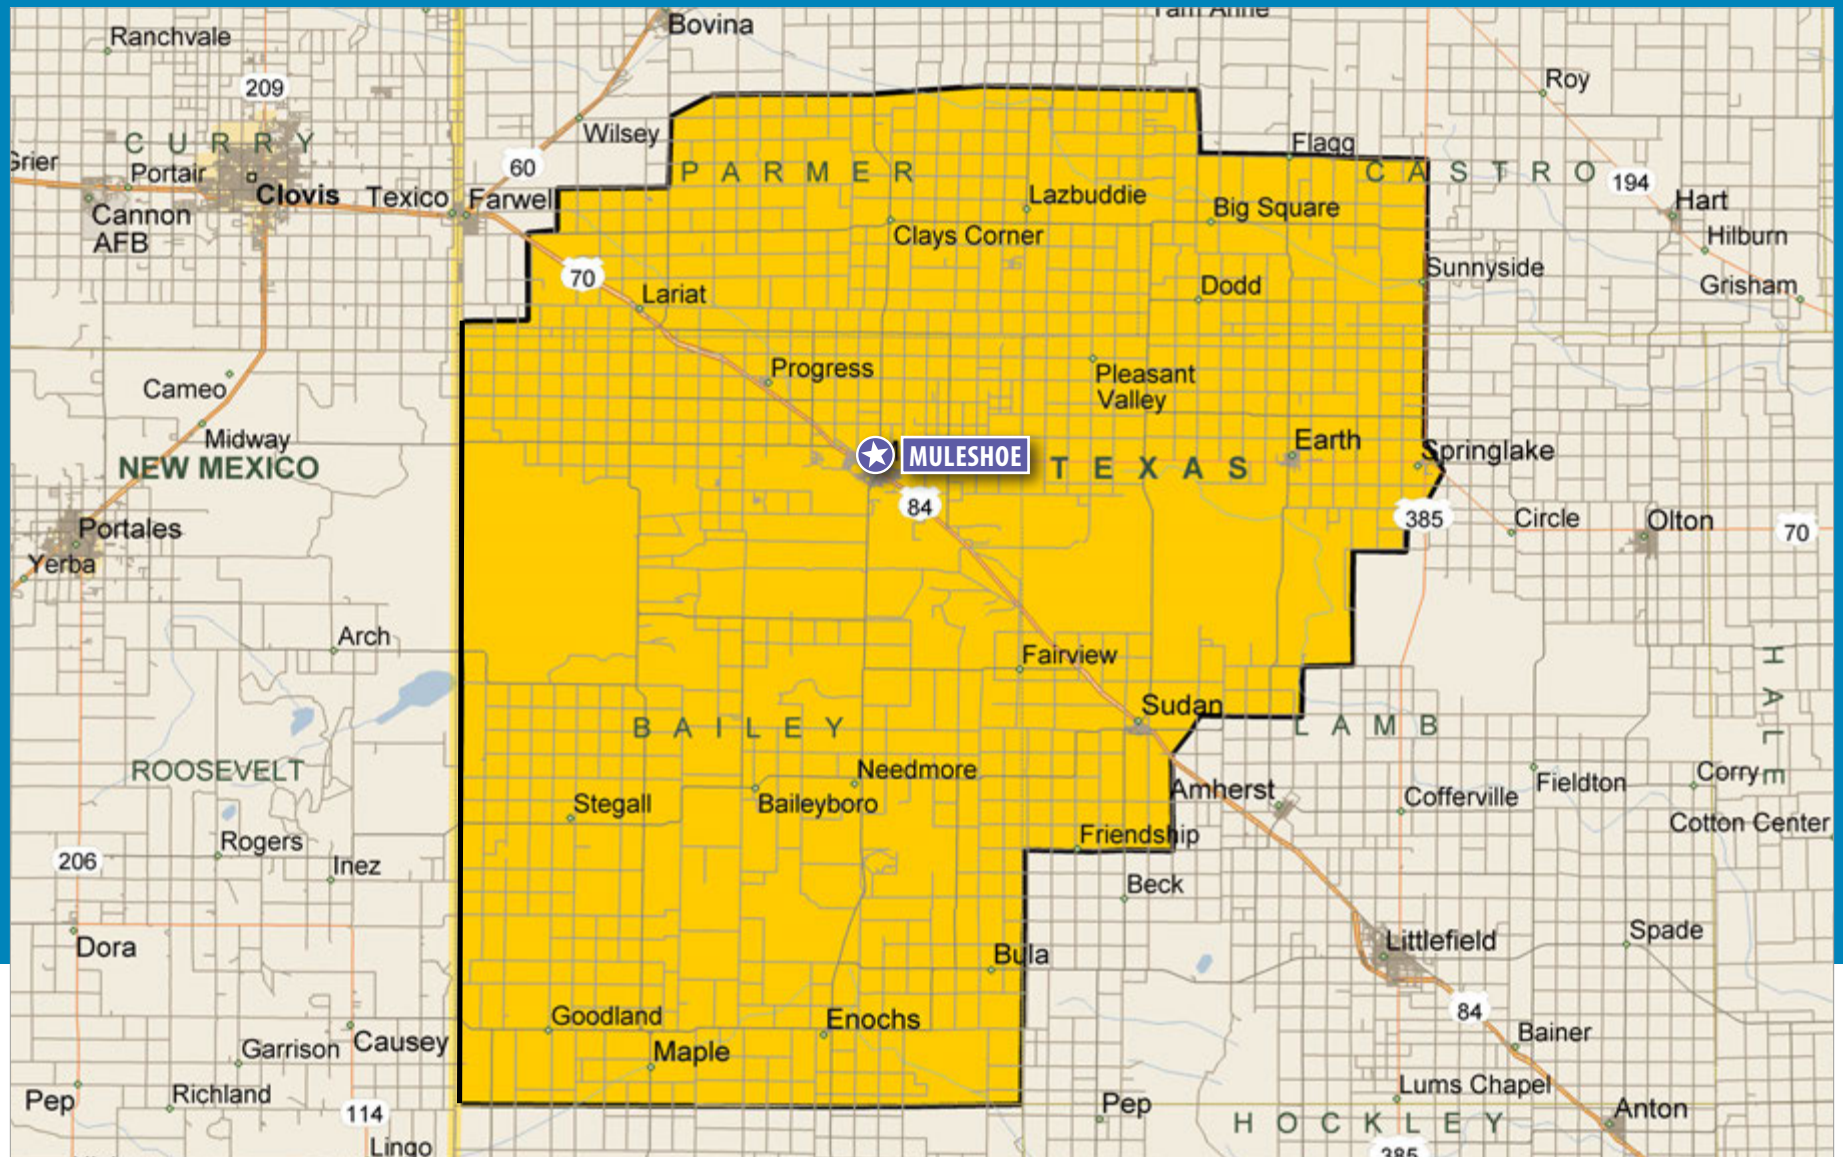 Bovina
Ranchvale
209
Roy
Wilsey
Flagg
CURRY
60
Portair
PARMER
CASTRO
194
Clovis
Texico
Farwell
Lazbuddie
Big Square
Hart
Cannon
AFB
Clays Corner
Hilburn
70
Sunnyside
Dodd
Grisham
Lariat
Progress
Pleasant
Valley
Cameo
Midway
Earth
Springlake
NEW MEXICO
MULESHOE
TEXAS
84
385
Circle
Olton
70
Portales
Yerba
Arch
Fairview
HALE
Sudan
BAILEY
LAMB
ROOSEVELT
Needmore
Corry
Fieldton
Stegall
Baileyboro
Amherst
Cofferville
Cotton Center
Friendship
Rogers
206
Inez
Beck
Dora
Bula
Littlefield
Spade
Goodland
Enochs
84
Causey
Garrison
Maple
Bainer
Richland
Lums Chapel
Pep
114
Pep
HOCKLEY
Anton
Lingo
385